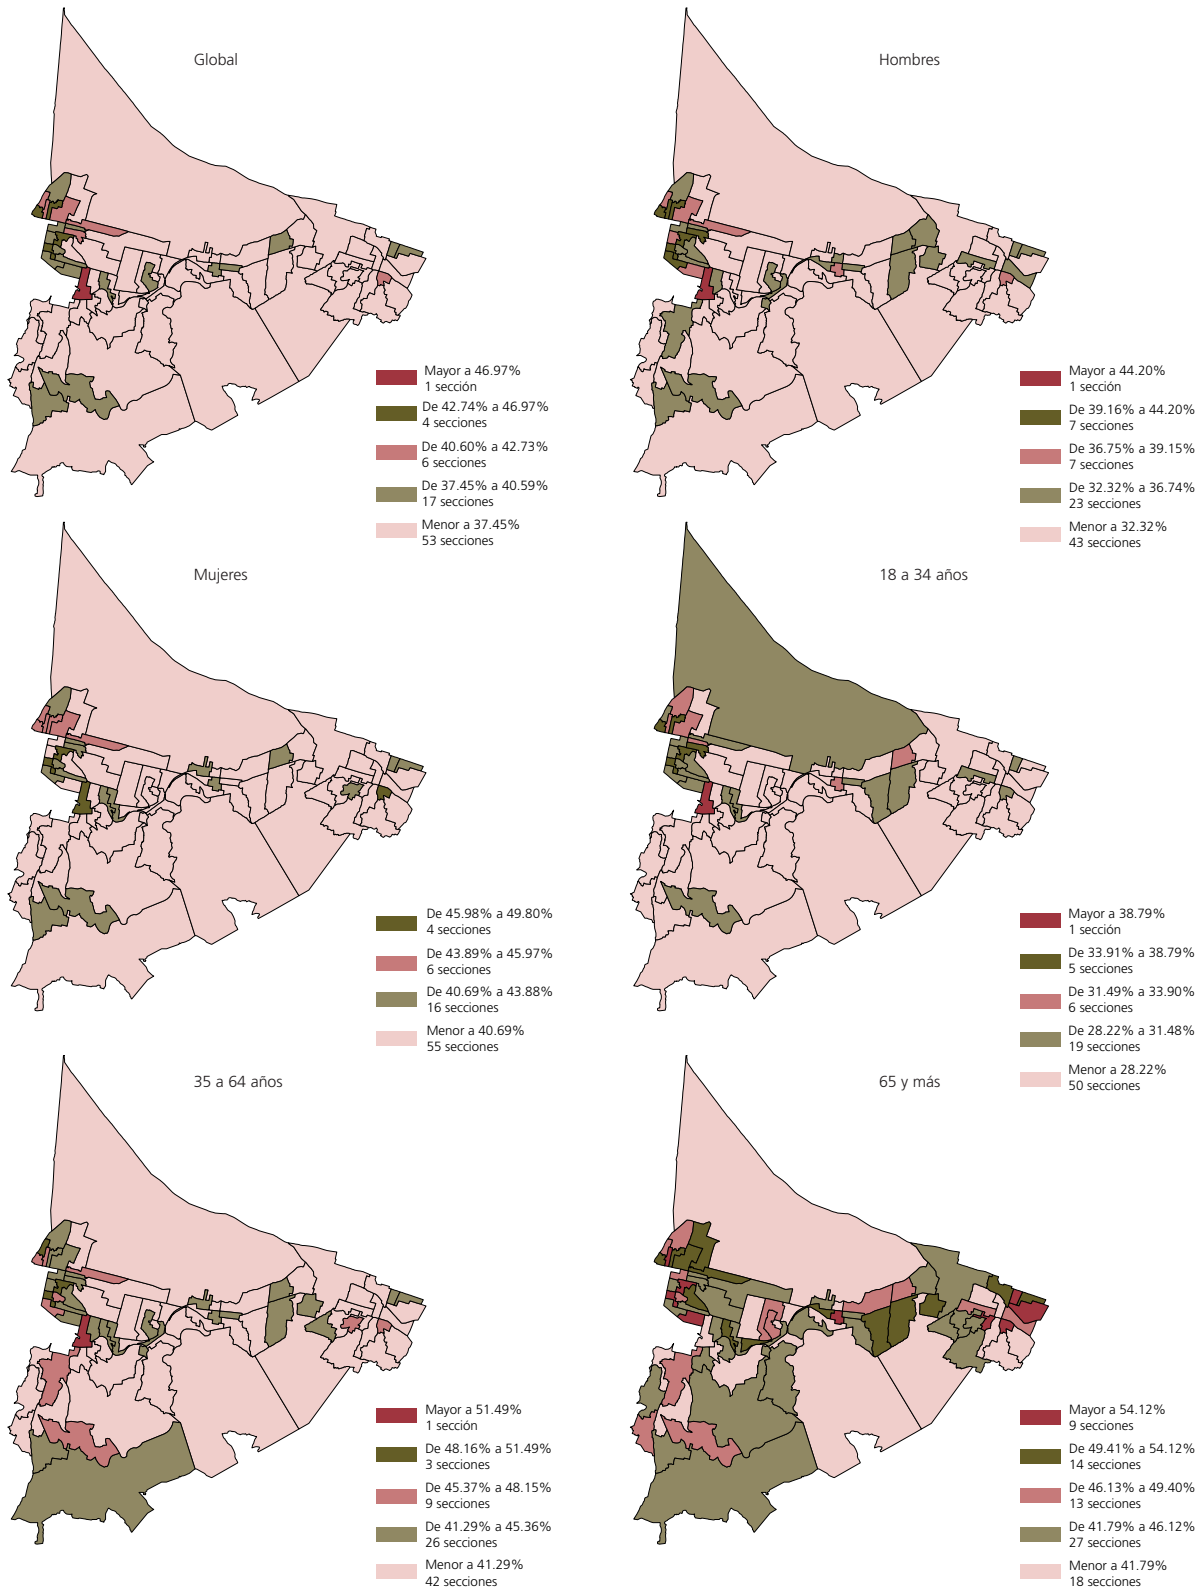 Global
Mayor a 46.97%
1 sección
De 42.74% a 46.97%
4 secciones
De 40.60% a 42.73%
6 secciones
De 37.45% a 40.59%
17 secciones
Menor a 37.45%
53 secciones
Hombres
Mayor a 44.20%
1 sección
De 39.16% a 44.20%
7 secciones
De 36.75% a 39.15%
7 secciones
De 32.32% a 36.74%
23 secciones
Menor a 32.32%
43 secciones
Mujeres
De 45.98% a 49.80%
4 secciones
De 43.89% a 45.97%
6 secciones
De 40.69% a 43.88%
16 secciones
Menor a 40.69%
55 secciones
18 a 34 años
Mayor a 38.79%
1 sección
De 33.91% a 38.79%
5 secciones
De 31.49% a 33.90%
6 secciones
De 28.22% a 31.48%
19 secciones
Menor a 28.22%
50 secciones
35 a 64 años
Mayor a 51.49%
1 sección
De 48.16% a 51.49%
3 secciones
De 45.37% a 48.15%
9 secciones
De 41.29% a 45.36%
26 secciones
Menor a 41.29%
42 secciones
65 y más
Mayor a 54.12%
9 secciones
De 49.41% a 54.12%
14 secciones
De 46.13% a 49.40%
13 secciones
De 41.79% a 46.12%
27 secciones
Menor a 41.79%
18 secciones